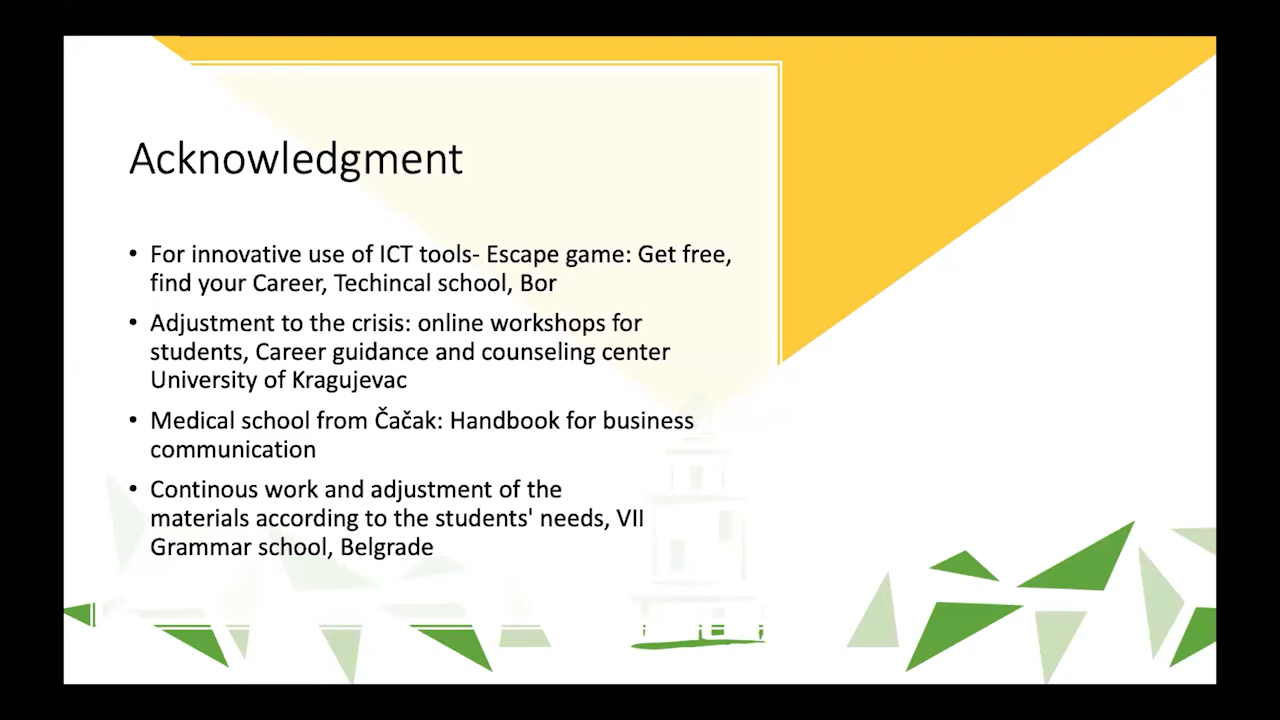 Acknowledgment
• For innovative use of ICT tools- Escape game: Get free,
find your Career, Techincal school, Bor
• Adjustment to the crisis: online workshops for
students, Career guidance and counseling center
University of Kragujevac
• Medical school from Čačak: Handbook for business
communication
• Continous work and adjustment of the
materials according to the students' needs, VII
Grammar school, Belgrade